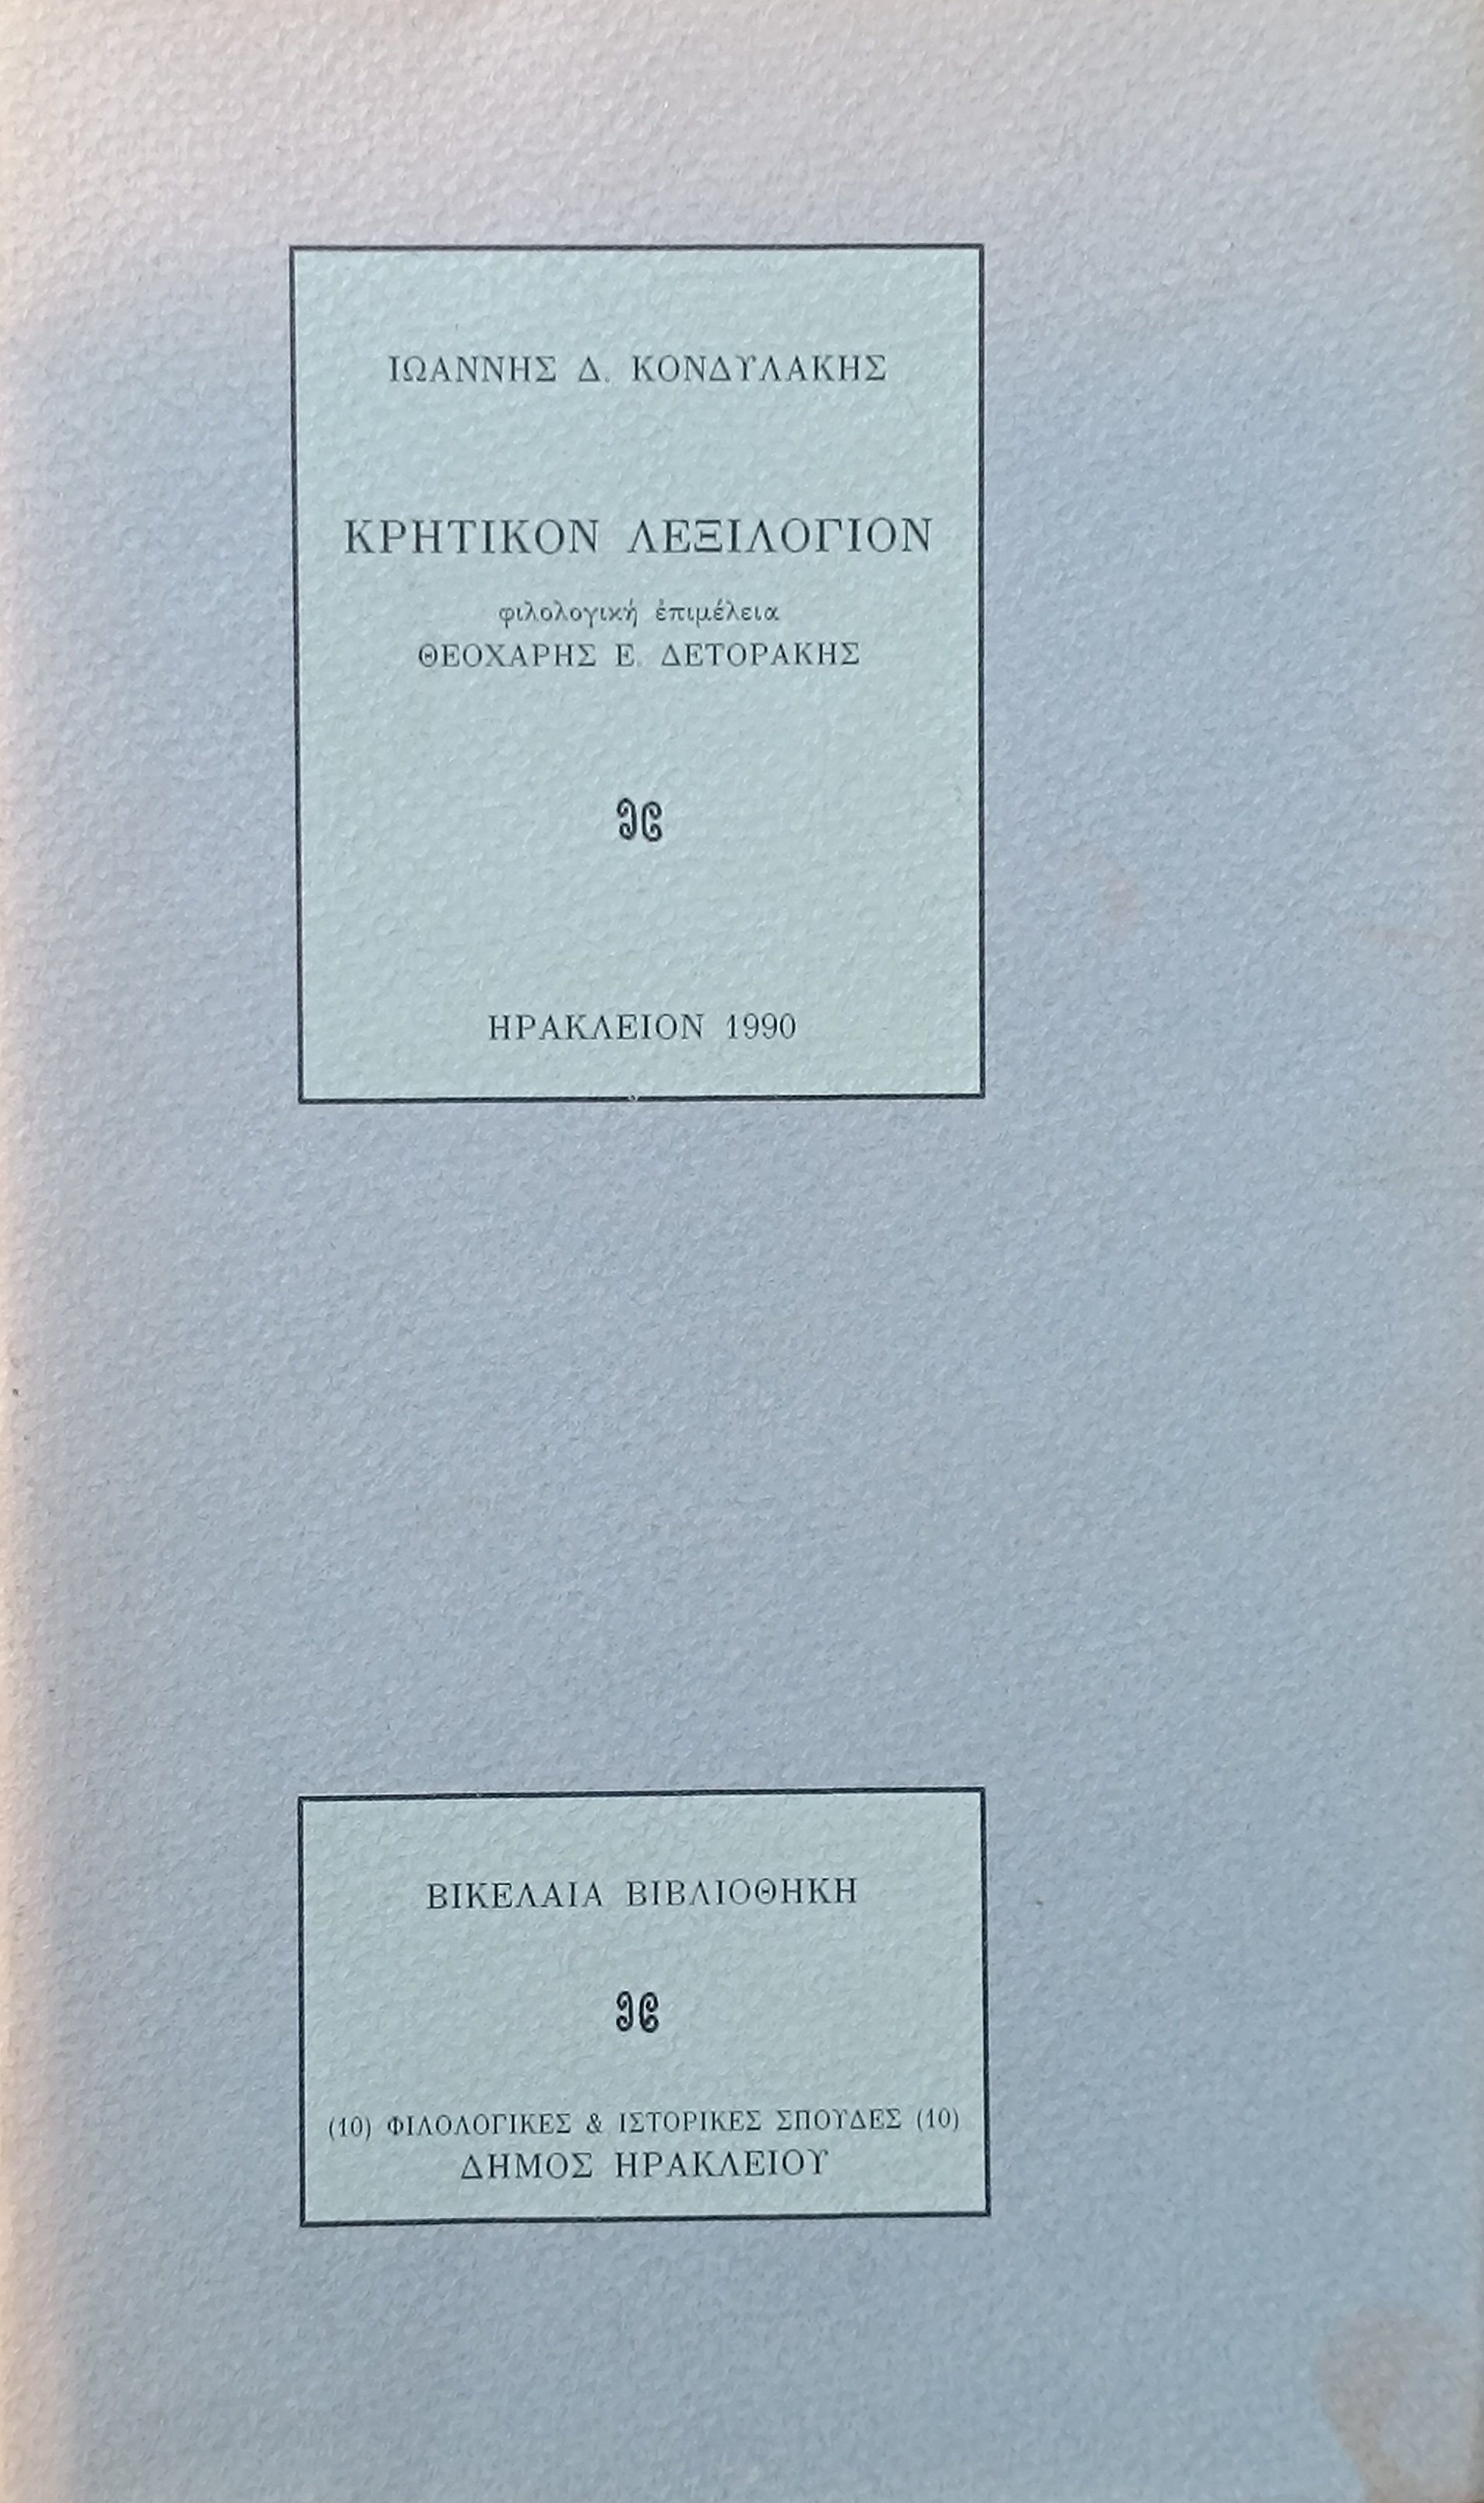 ΙΩΑΝΝΗΣ Δ. ΚΟΝΔΥΛΑΚΗΣ
ΚΡΗΤΙΚΟΝ ΛΕΞΙΛΟΓΙΟΝ
φιλολογική ἐπιμέλεια
ΘΕΟΧΑΡΗΣ Ε. ΔΕΤΟΡΑΚΗΣ
ΗΡΑΚΛΕΙΟΝ 1990
ΒΙΚΕΛΑΙΑ ΒΙΒΛΙΟΘΗΚΗ
(10) ΦΙΛΟΛΟΓΙΚΕΣ & ΙΣΤΟΡΙΚΕΣ ΣΠΟΥΔΕΣ (10)
ΔΗΜΟΣ ΗΡΑΚΛΕΙΟΥ